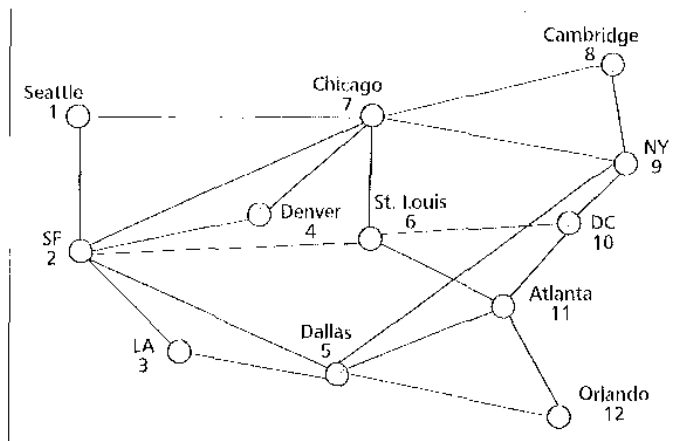 Cambridge
8
Seattle
1
Chicago
7
NY
9
St. Louis
6
Denver
4
DC
10
SF
2
Atlanta
11
Dallas
5
LA
3
Orlando
12